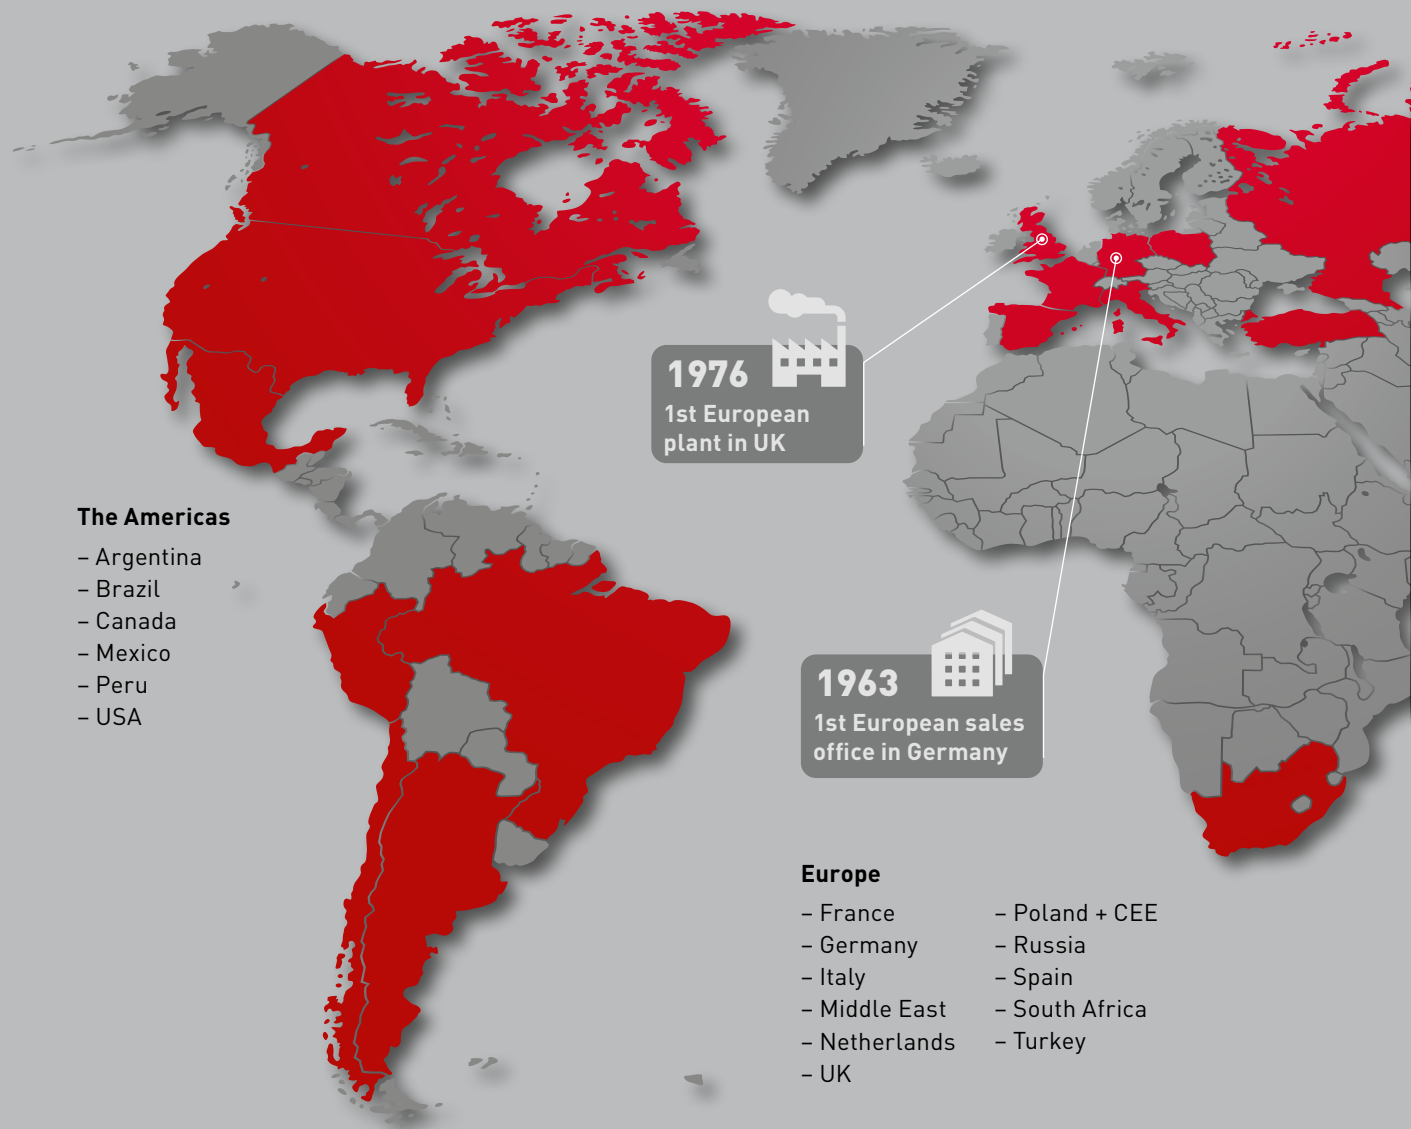 1976
1st European
plant in UK
The Americas
– Argentina
– Brazil
– Canada
– Mexico
– Peru
– USA
1963
1st European sales
office in Germany
Europe
– France
– Germany
– Italy
– Middle East
– Netherlands
– UK
– Poland + CEE
– Russia
– Spain
– South Africa
– Turkey